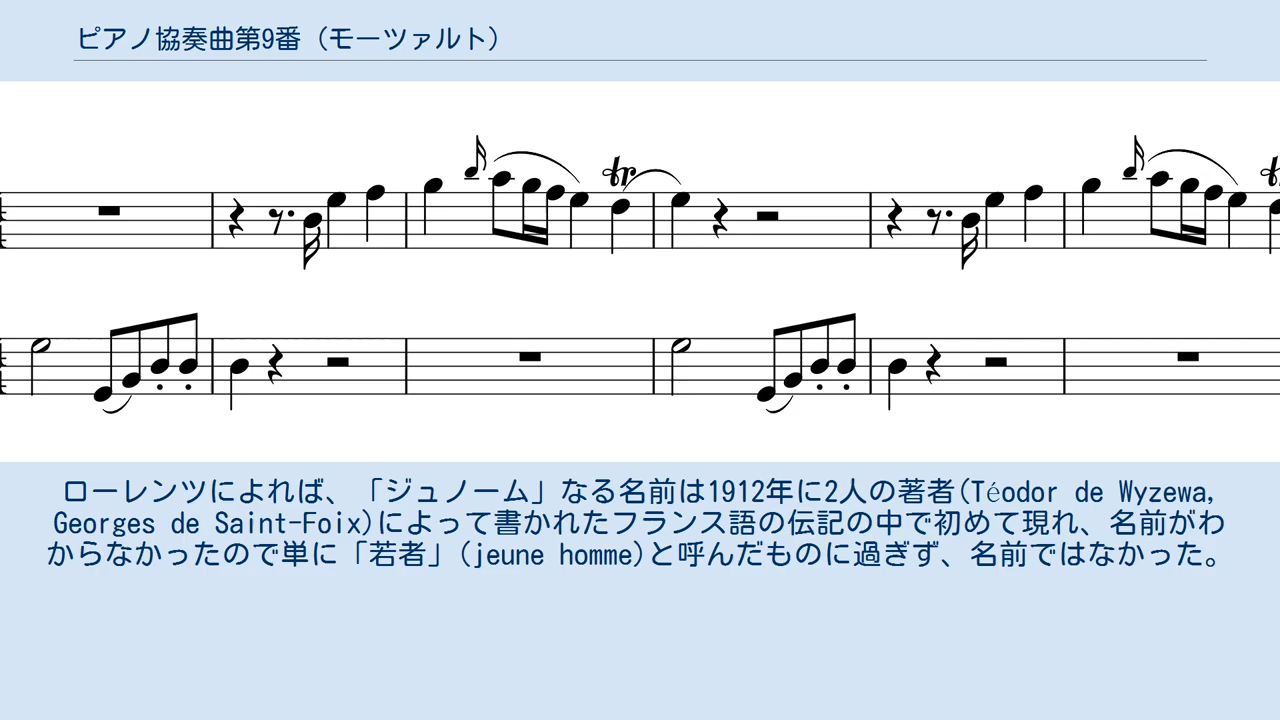 ピアノ協奏曲第9番（モーツァルト）
ローレンツによれば、「ジュノーム」なる名前は1912年に2人の著者(Téodor de Wyzewa,
Georges de Saint-Foix)によって書かれたフランス語の伝記の中で初めて現れ、名前がわ
からなかったので単に「若者」(jeune homme)と呼んだものに過ぎず、名前ではなかった。